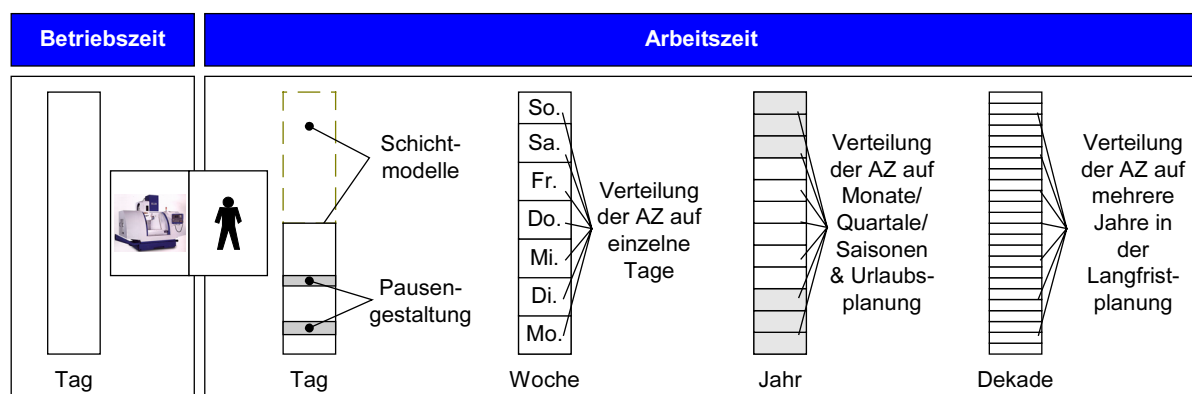 Betriebszeit
Arbeitszeit
Schicht-
modelle
Pausen-
gestaltung
Tag
Tag
So.
Sa.
Fr.
Do.
Mi.
Di.
Mo.
Verteilung
der AZ auf
einzelne
Tage
Woche
Verteilung
der AZ auf
Monate/
Quartale/
Saisonen
& Urlaubs-
planung
Jahr
Verteilung
der AZ auf
mehrere
Jahre in
der
Langfrist-
planung
Dekade